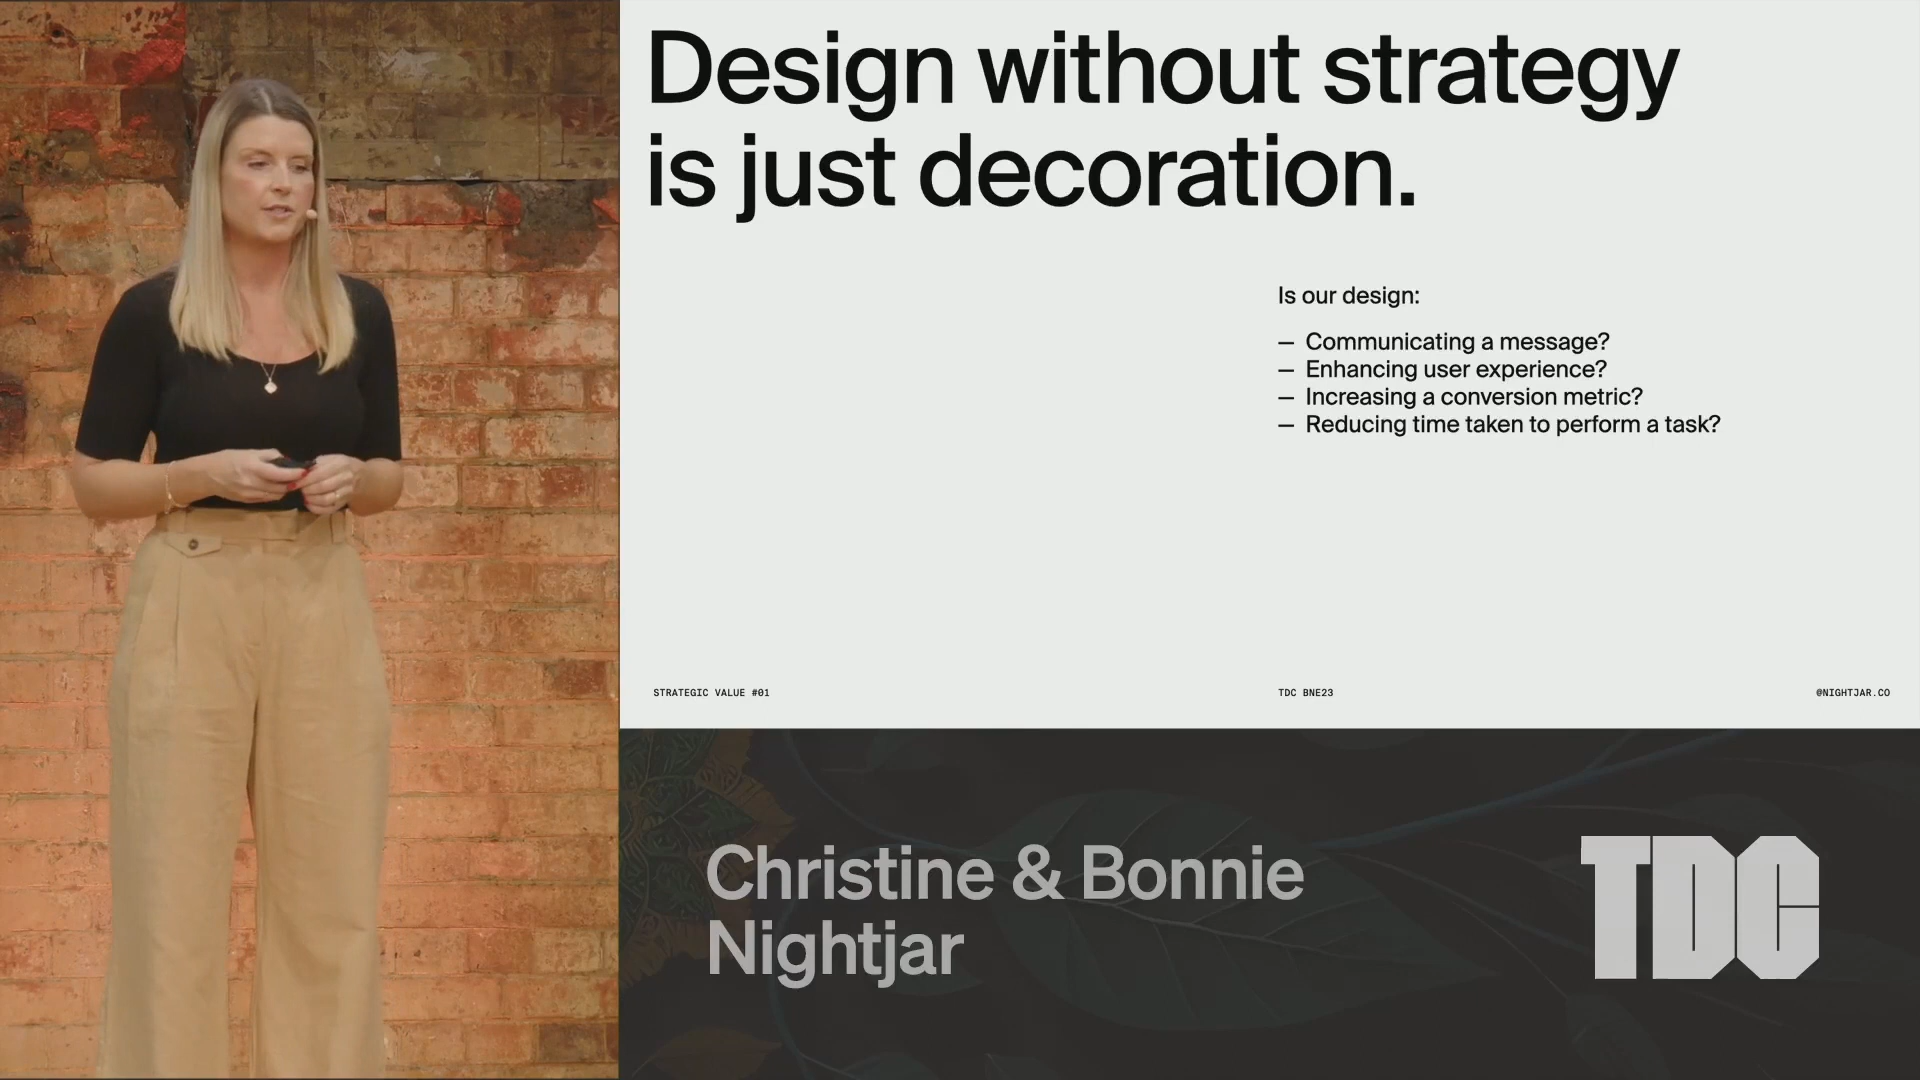 Design without strategy
is just decoration.
Is our design:
— Communicating a message?
— Enhancing user experience?
— Increasing a conversion metric?
— Reducing time taken to perform a task?
STRATEGIC VALUE #01
TDC BNE23
@NIGHTJAR.CO
Christine & Bonnie
Nightjar
TDC